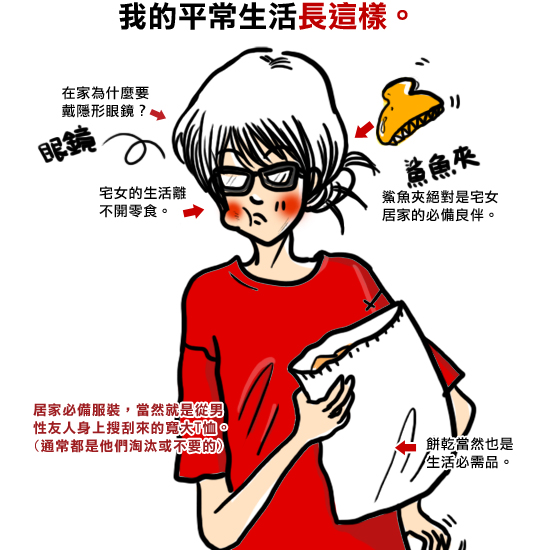 我的平常生活長這樣。
在家為什麼要
戴隱形眼鏡？
眼鏡
鯊魚夾
宅女的生活離
不開零食。
鯊魚夾絕對是宅女
居家的必備良伴。
居家必備服裝，當然就是從男
性友人身上搜刮來的寬大T恤。
（通常都是他們淘汰或不要的）
餅乾當然也是
生活必需品。